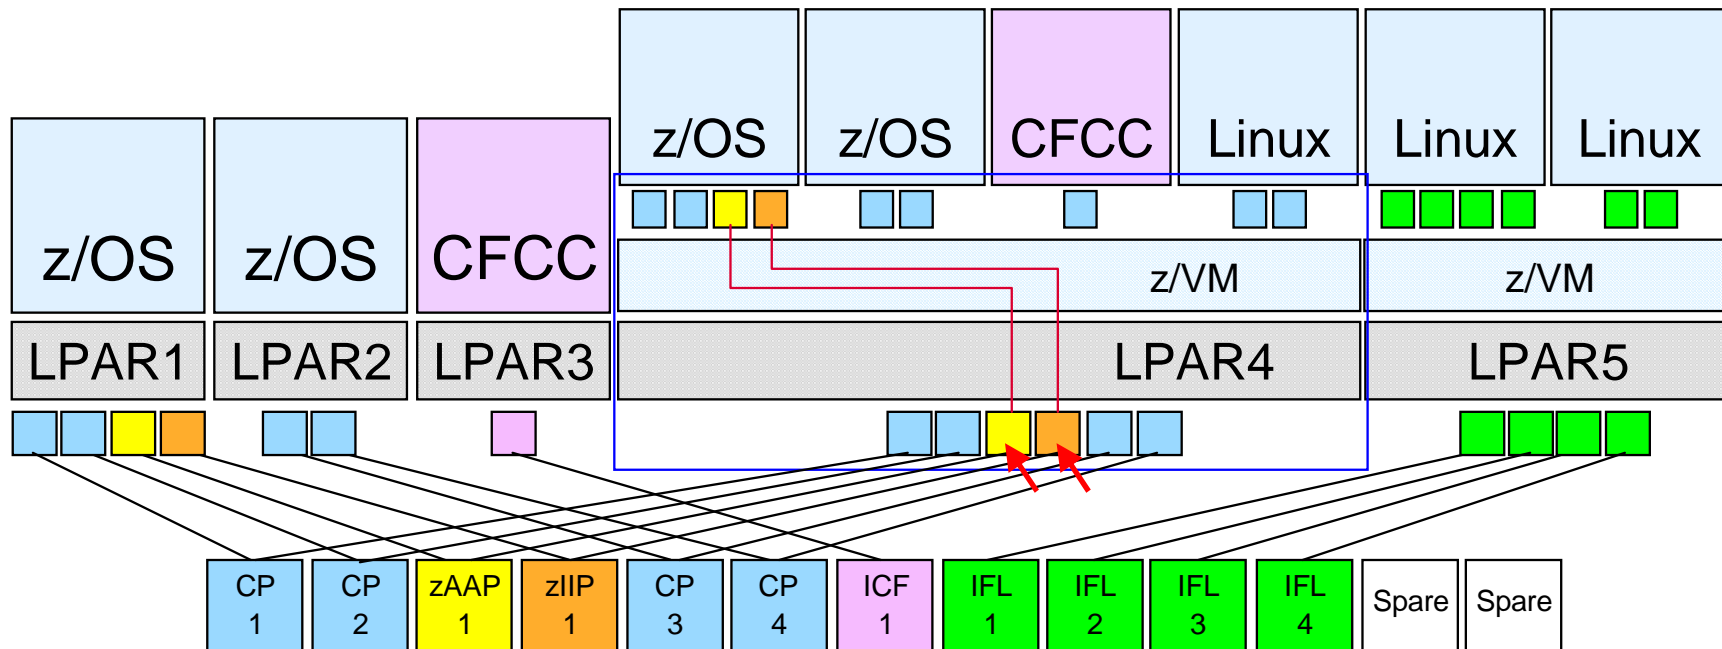 z/OS
z/OS
CFCC
Linux
Linux
Linux
z/OS
z/OS
CFCC
z/VM
z/VM
LPAR1
LPAR2
LPAR3
LPAR4
LPAR5
CP
1
CP
2
zAAP
1
zIIP
1
CP
3
CP
4
ICF
1
IFL
1
IFL
2
IFL
3
IFL
4
Spare
Spare